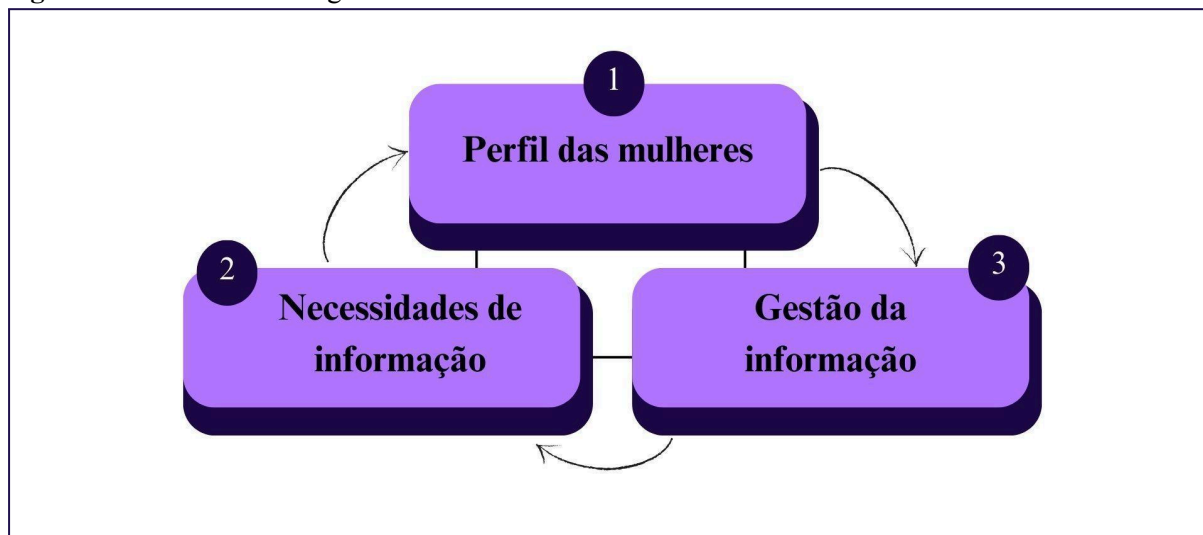 1
Perfil das mulheres
2
Necessidades de
informação
3
Gestão da
informação